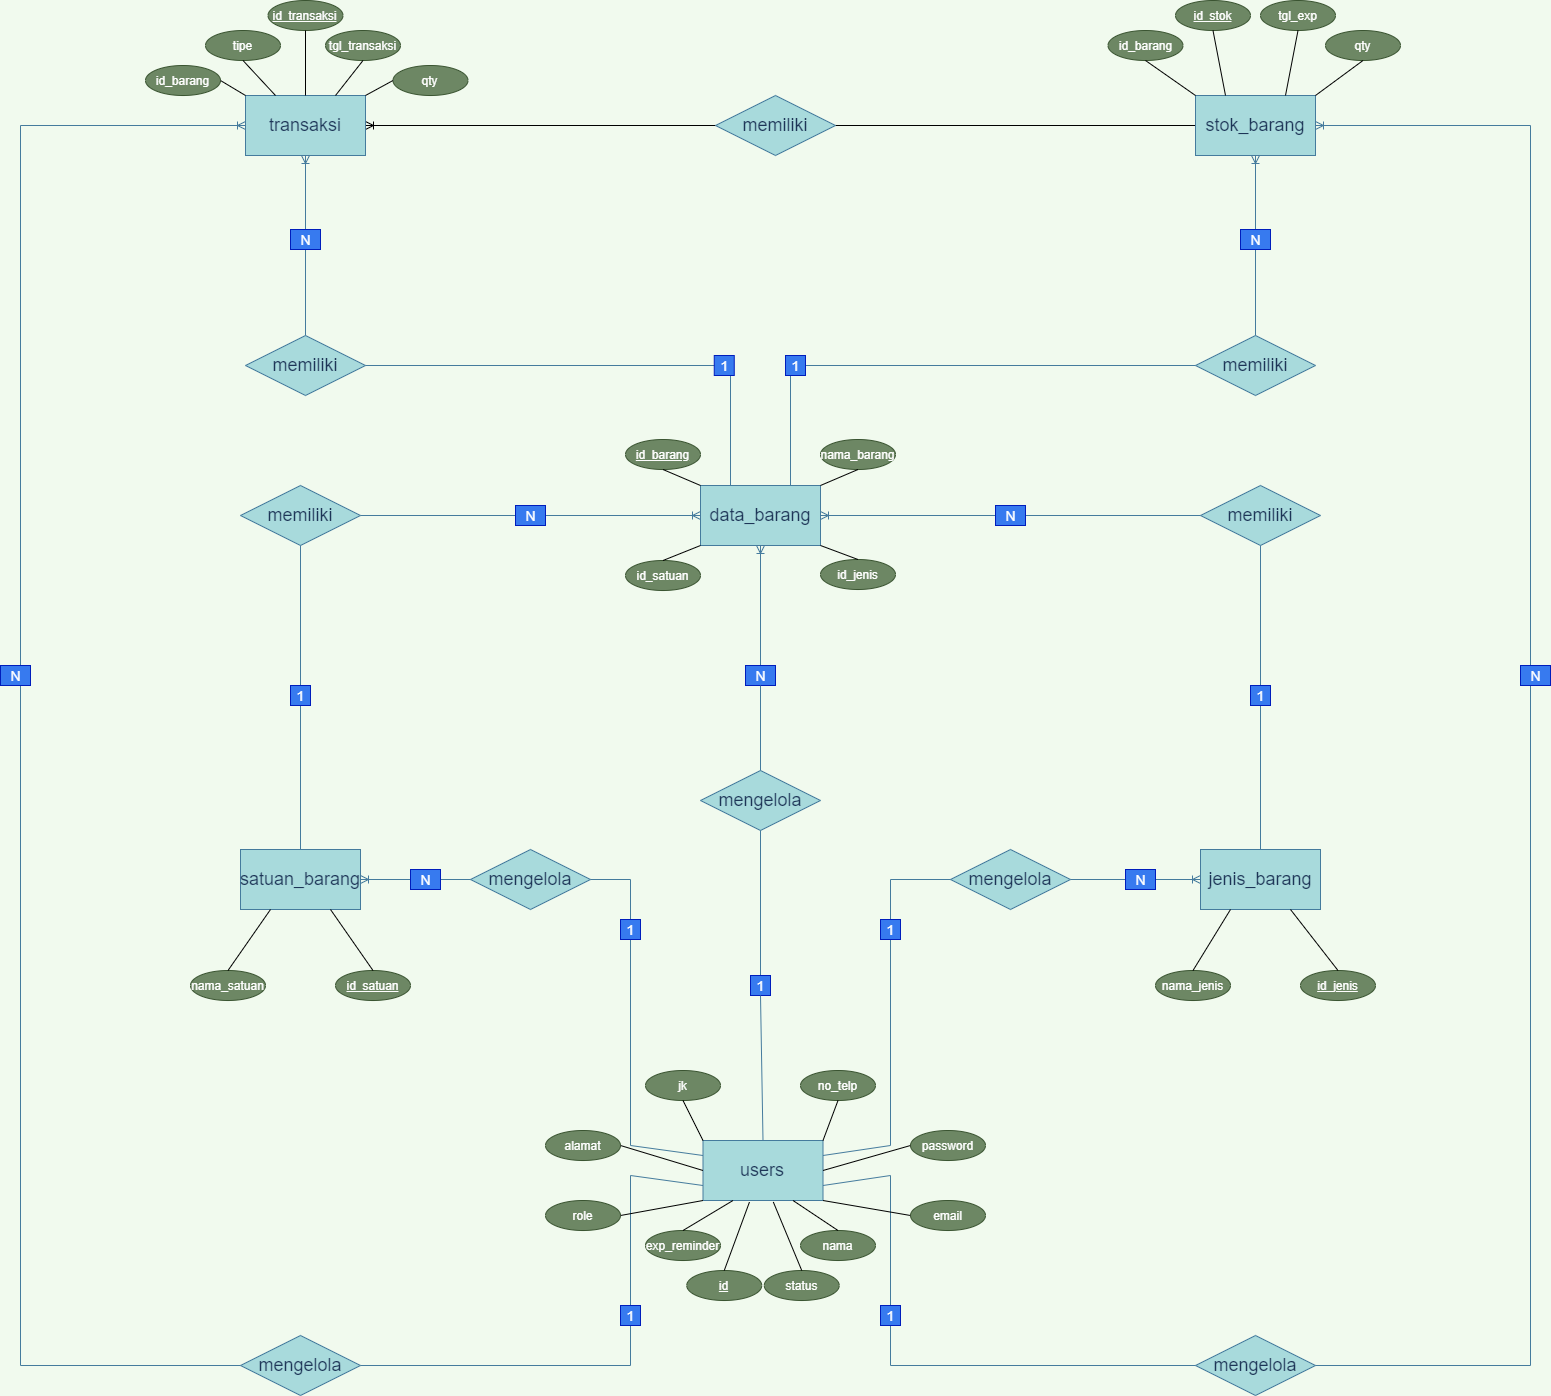 id_transaksi
id_stok
tgl_exp
tipe
tgl_transaksi
id_barang
qty
id_barang
qty
transaksi
memiliki
stok_barang
N
N
memiliki
1
1
memiliki
id_barang
nama_barang
memiliki
N
data_barang
N
memiliki
id_satuan
id_jenis
N
N
N
1
1
mengelola
satuan_barang
N
mengelola
mengelola
N
jenis_barang
1
1
nama_satuan
id_satuan
1
nama_jenis
id_jenis
jk
no_telp
alamat
password
users
role
email
exp_reminder
nama
id
status
1
1
mengelola
mengelola